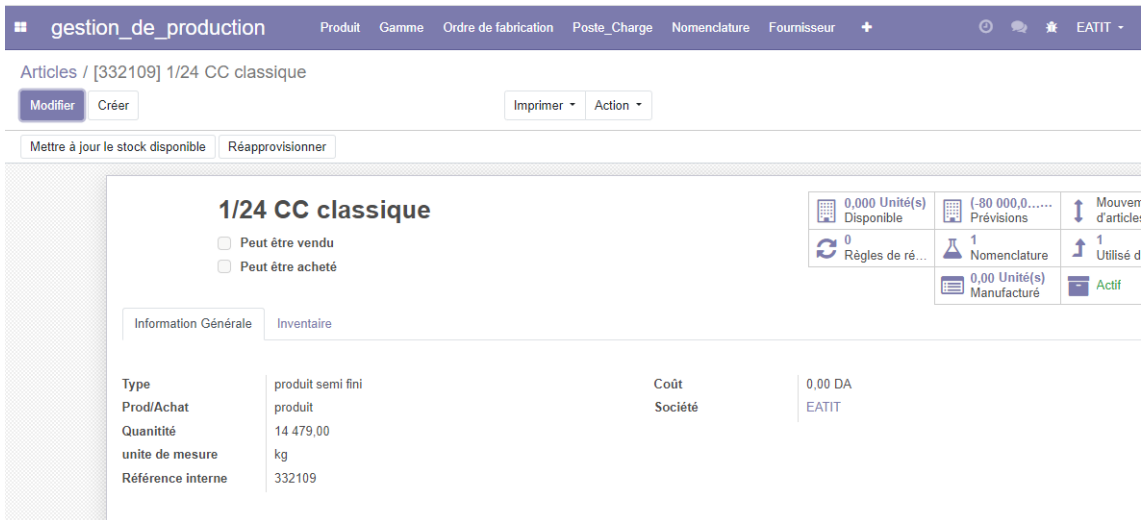 gestion_de_production Produit Gamme Ordre de fabrication Poste_Charge Nomenclature Fournisseur EATIT
Articles / [332109] 1/24 CC classique
Modifier Créer Imprimer Action
Mettre à jour le stock disponible Réapprovisionner
1/24 CC classique
Peut être vendu
Peut être acheté
0,000 Unité(s)
Disponible
(-80 000,0......
Prévisions
Mouvem
d'articles
0
Règles de ré...
1
Nomenclature
1
Utilisé d
0,00 Unité(s)
Manufacturé
Actif
Information Générale Inventaire
Type produit semi fini Coût 0,00 DA
Prod/Achat produit Société EATIT
Quanitité 14 479,00
unite de mesure kg
Référence interne 332109